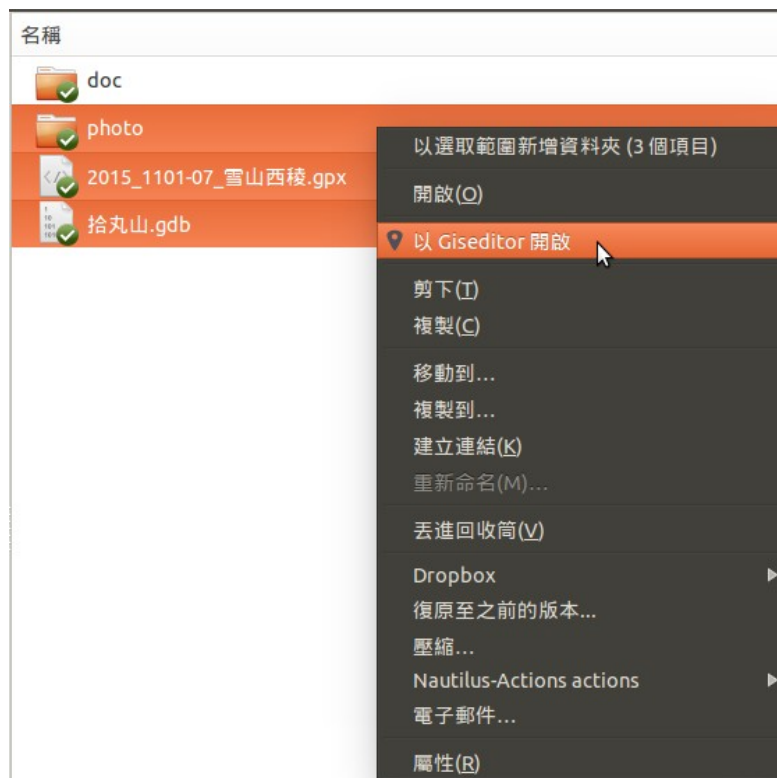 名稱
doc
photo
2015_1101-07_雪山西稜.gpx
拾丸山.gdb
以選取範圍新增資料夾 (3 個項目)
開啟(O)
以 Giseditor 開啟
剪下(T)
複製(C)
移動到...
複製到...
建立連結(K)
重新命名(M)...
丟進回收筒(V)
Dropbox
復原至之前的版本...
壓縮...
Nautilus-Actions actions
電子郵件...
屬性(R)